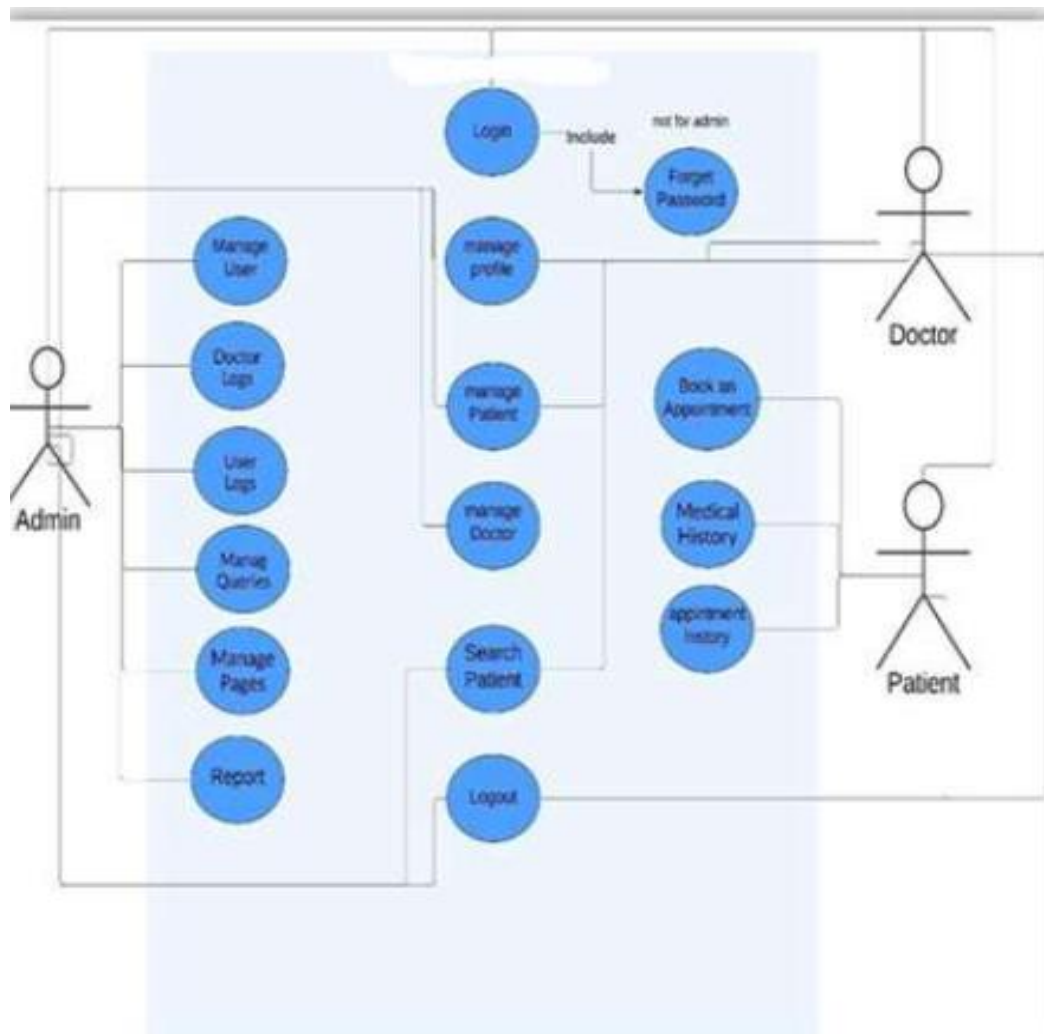 Login
Include
not for admin
Forget
Password
Manage
User
manage
profile
Doctor
Doctor
Logs
manage
Patient
Book an
Appointment
Admin
User
Logs
manage
Doctor
Medical
History
Manag
Queries
appintment
history
Manage
Pages
Search
Patient
Patient
Report
Logout